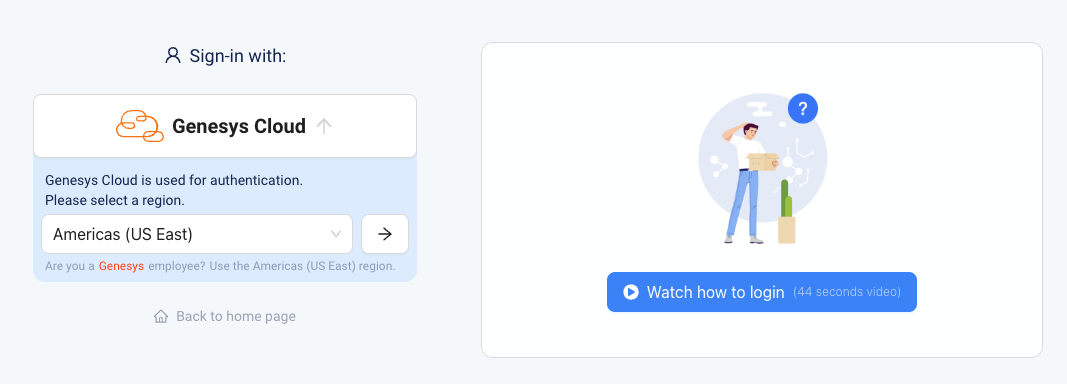 Sign-in with:
Genesys Cloud
Genesys Cloud is used for authentication.
Please select a region.
Americas (US East)
Are you a Genesys employee? Use the Americas (US East) region.
Back to home page
?
Watch how to login (44 seconds video)